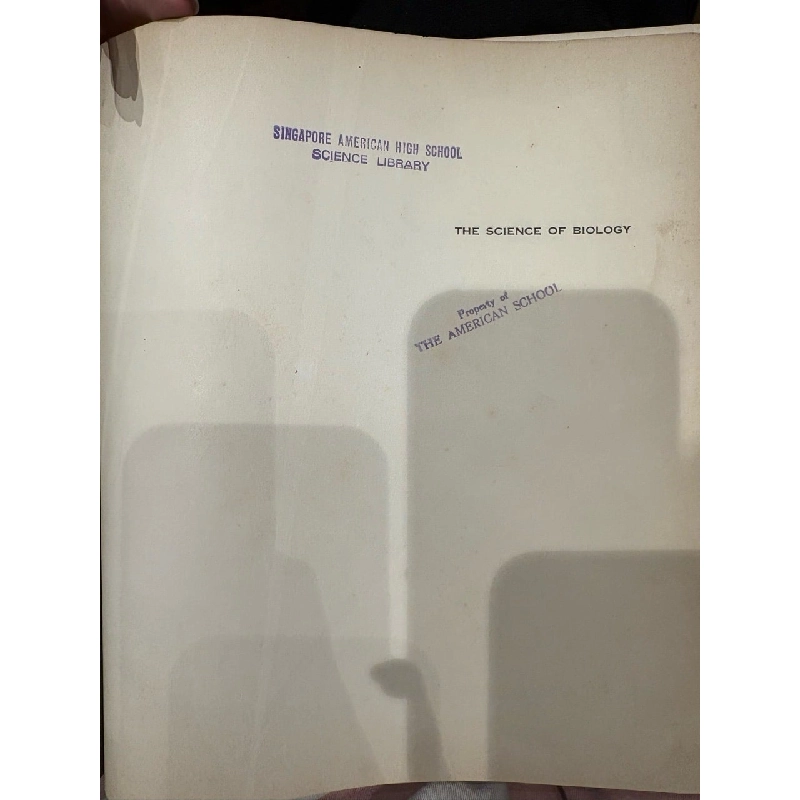 SINGAPORE AMERICAN HIGH SCHOOL
SCIENCE LIBRARY
THE SCIENCE OF BIOLOGY
Property of
THE AMERICAN SCHOOL